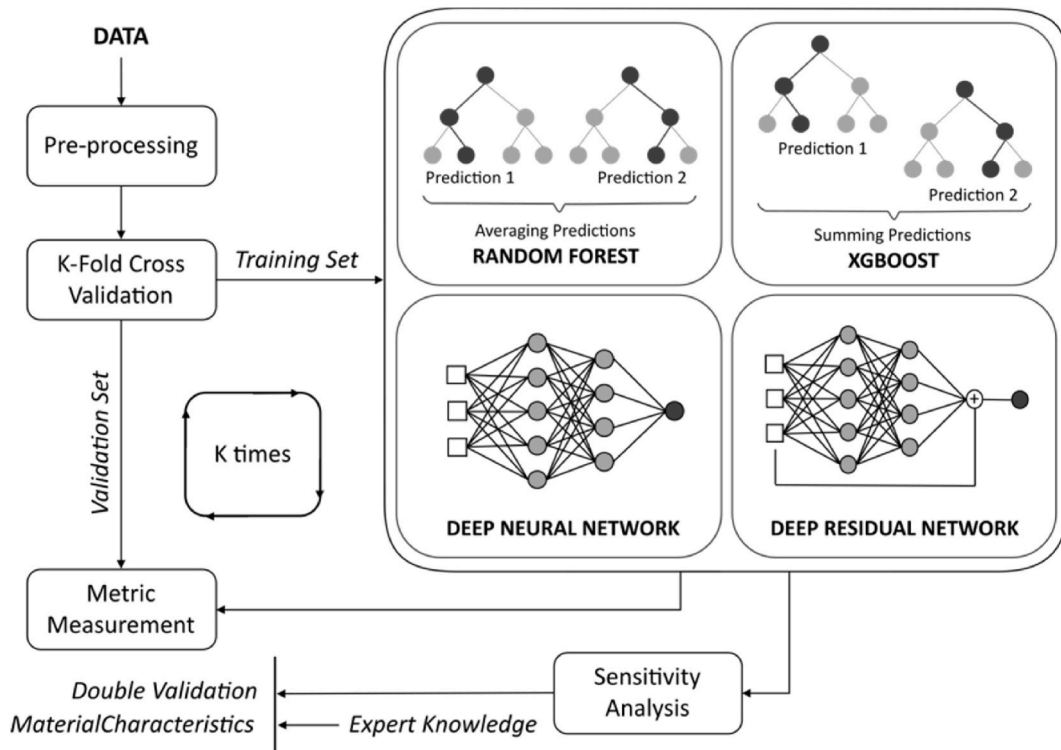 DATA
Pre-processing
K-Fold Cross
Validation
Training Set
Validation Set
K times
Metric
Measurement
Prediction 1
Prediction 2
Averaging Predictions
RANDOM FOREST
Prediction 1
Prediction 2
Summing Predictions
XGBOOST
DEEP NEURAL NETWORK
+
DEEP RESIDUAL NETWORK
Sensitivity
Analysis
Double Validation
MaterialCharacteristics
Expert Knowledge